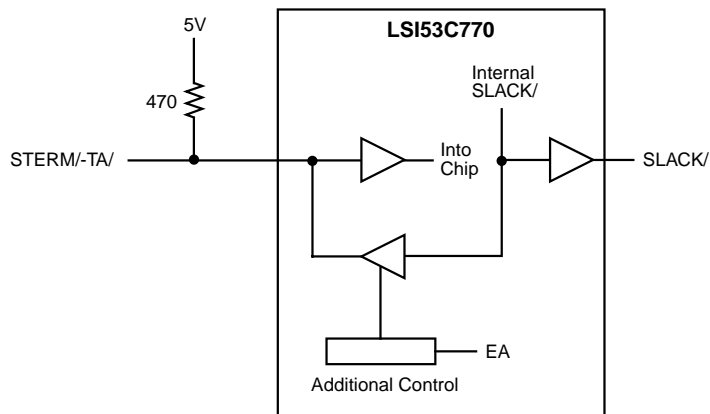 LSI53C770
5V
470
STERM/-TA/
Internal
SLACK/
Into
Chip
SLACK/
EA
Additional Control